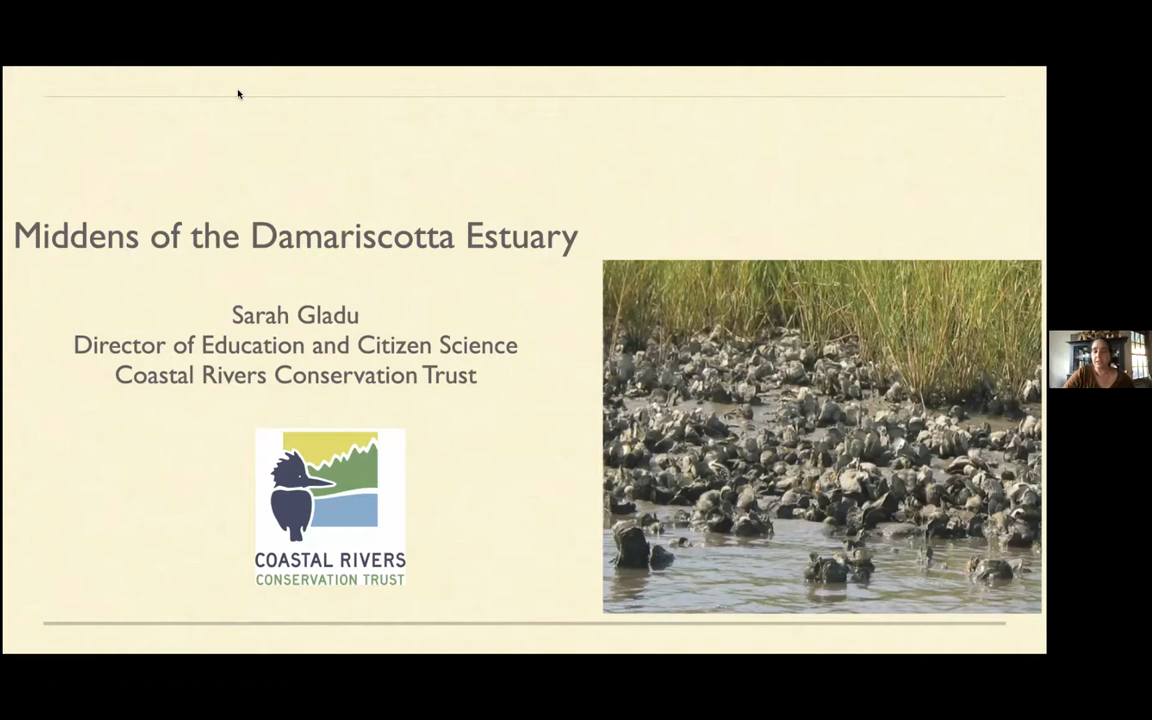 Middens of the Damariscotta Estuary
Sarah Gladu
Director of Education and Citizen Science
Coastal Rivers Conservation Trust
COASTAL RIVERS
CONSERVATION TRUST